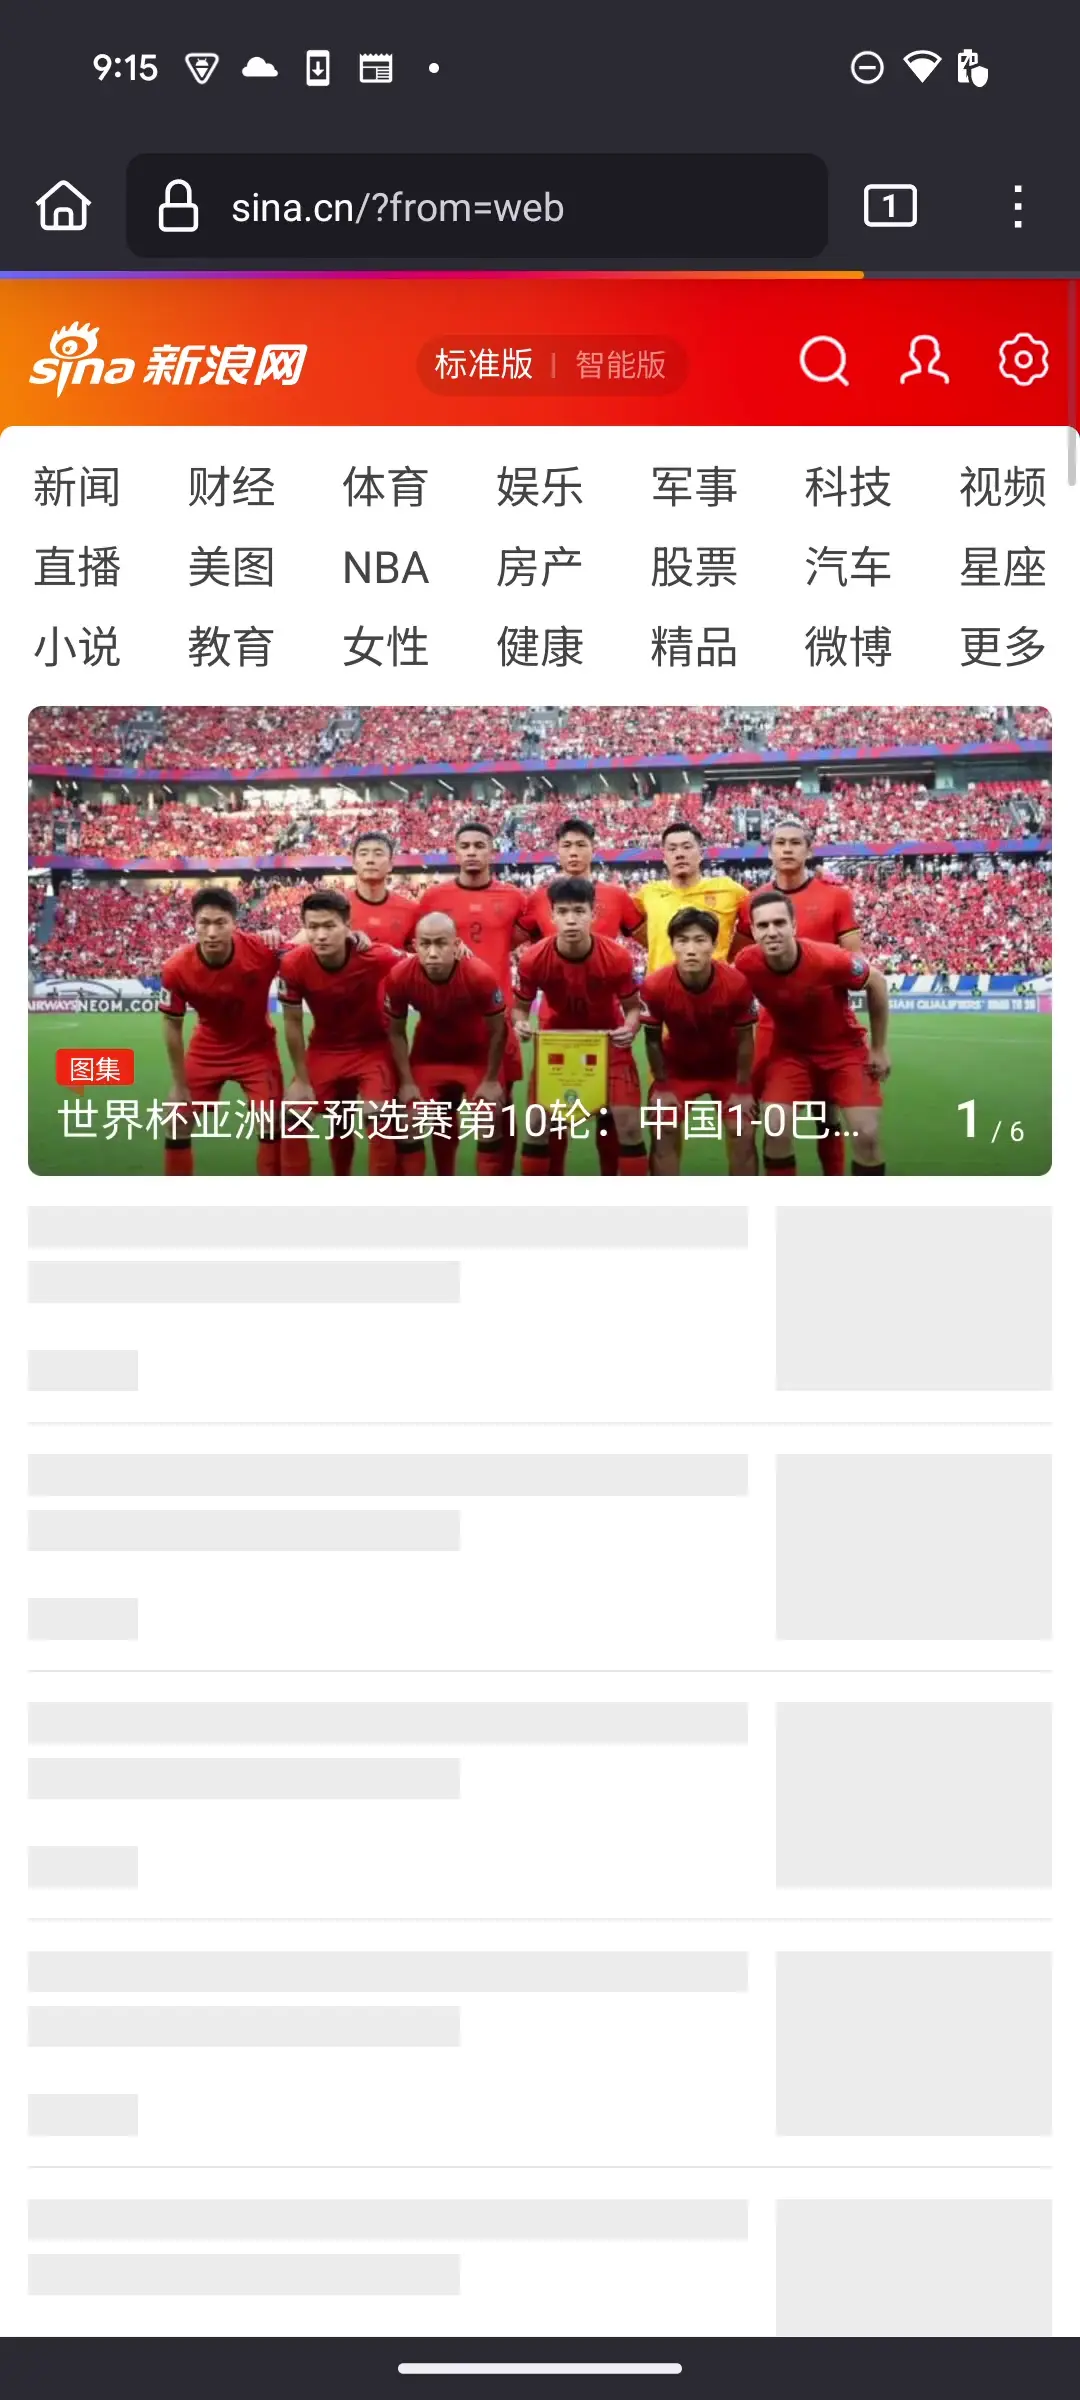 9:15
sina.cn/?from=web
1
sina 新浪网
标准版 | 智能版
新闻 财经 体育 娱乐 军事 科技 视频
直播 美图 NBA 房产 股票 汽车 星座
小说 教育 女性 健康 精品 微博 更多
AIRWAYS NEOM.COM
ASIAN QUALIFIERS ROAD TO 26
图集
世界杯亚洲区预选赛第10轮：中国1-0巴...
1 / 6